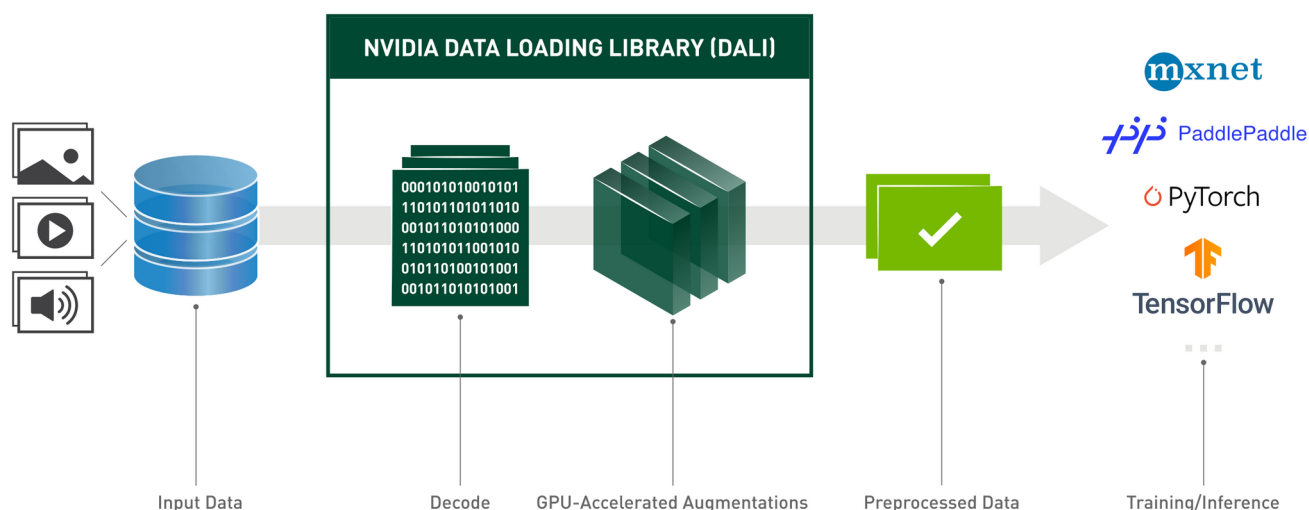 NVIDIA DATA LOADING LIBRARY (DALI)
mxnet
PaddlePaddle
PyTorch
TensorFlow
000101010010101
110101101011010
001011010101000
110101011001010
010110100101001
001011010101001
Input Data
Decode
GPU-Accelerated Augmentations
Preprocessed Data
Training/Inference